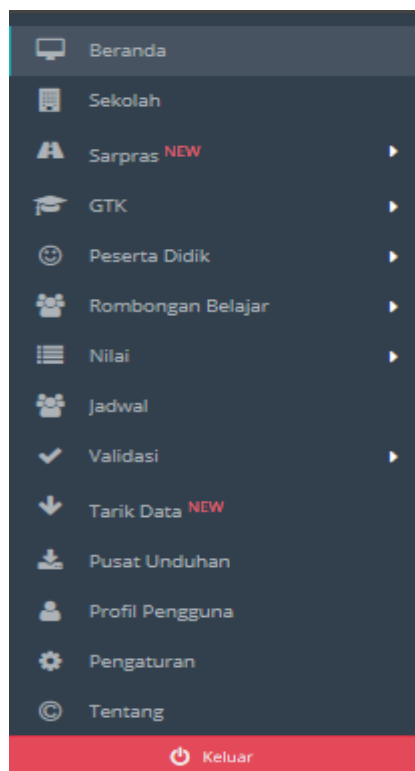 Beranda
Sekolah
Sarpras NEW
GTK
Peserta Didik
Rombongan Belajar
Nilai
Jadwal
Validasi
Tarik Data NEW
Pusat Unduhan
Profil Pengguna
Pengaturan
Tentang
Keluar